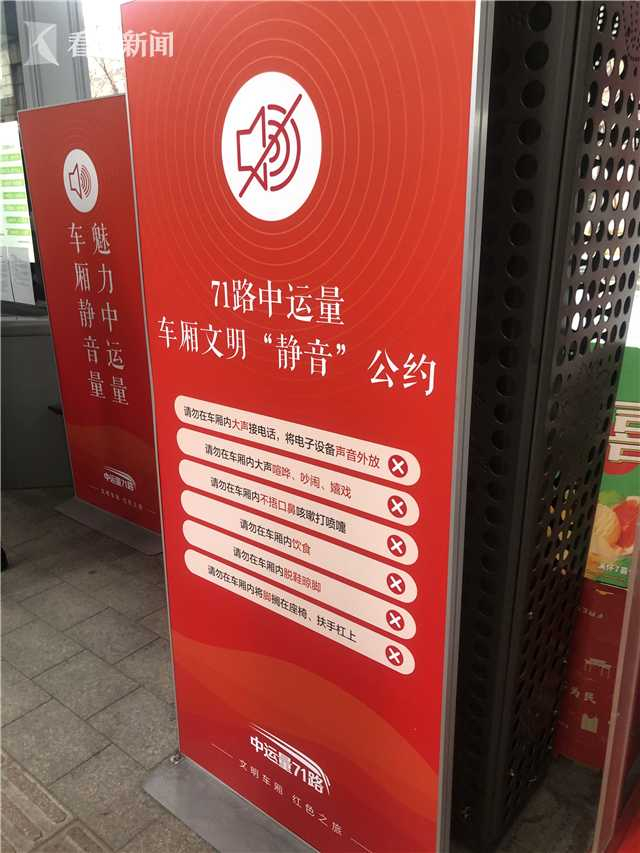 新闻
魅力中运量
车厢静音量
中运量71路
71路中运量
车厢文明“静音”公约
请勿在车厢内大声接电话，将电子设备声音外放
请勿在车厢内大声喧哗、吵闹、嬉戏
请勿在车厢内不捂口鼻咳嗽打喷嚏
请勿在车厢内饮食
请勿在车厢内脱鞋晾脚
请勿在车厢内将脚搁在座椅、扶手杠上
中运量71路
文明车厢 红色之旅
为民